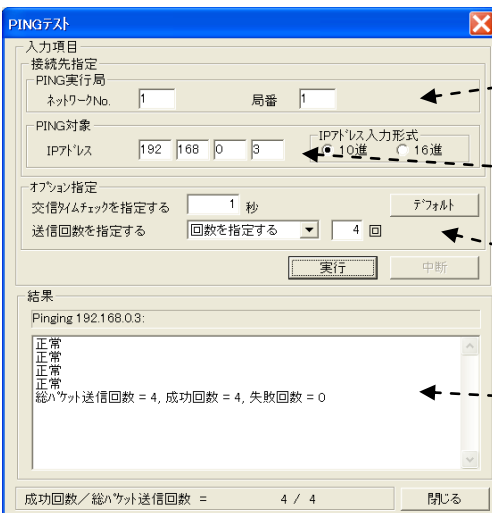 PINGﾃｽﾄ
入力項目
接続先指定
PING実行局
ﾈｯﾄﾜｰｸNo. 1 局番 1
PING対象
IPｱﾄﾞﾚｽ入力形式
IPｱﾄﾞﾚｽ 192 168 0 3 10進 16進
ｵﾌﾟｼｮﾝ指定
交信ﾀｲﾑﾁｪｯｸを指定する 1 秒 ﾃﾞﾌｫﾙﾄ
送信回数を指定する 回数を指定する 4 回
実行 中断
結果
Pinging 192.168.0.3:
正常
正常
正常
正常
総ﾊﾟｹｯﾄ送信回数 = 4, 成功回数 = 4, 失敗回数 = 0
成功回数／総ﾊﾟｹｯﾄ送信回数 = 4 / 4 閉じる